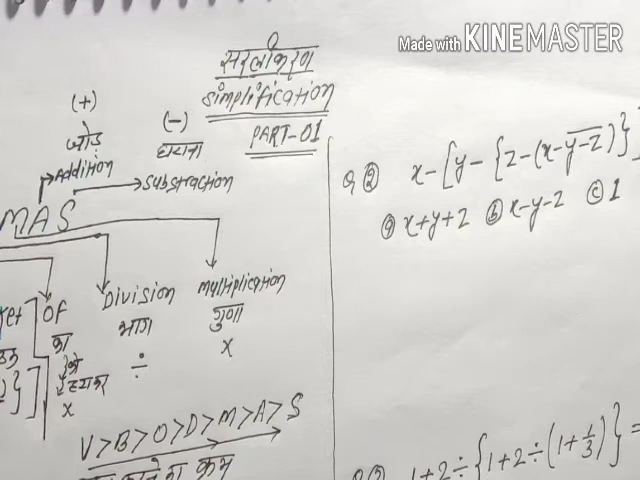 Made with KINEMASTER
सरलीकरण
simplification
PART-01
(+)
जोड़
Addition
(-)
घटाना
Substraction
MAS
Of
का
Division
भाग
÷
Multiplication
गुणा
x
x
V>B>O>D>M>A>S
Q② x-[y-{z-(x-y̅-̅z̅)}]
ⓐ x+y+z ⓑ x-y-z ⓒ 1
1+2÷{1+2÷(1+1/3)}=